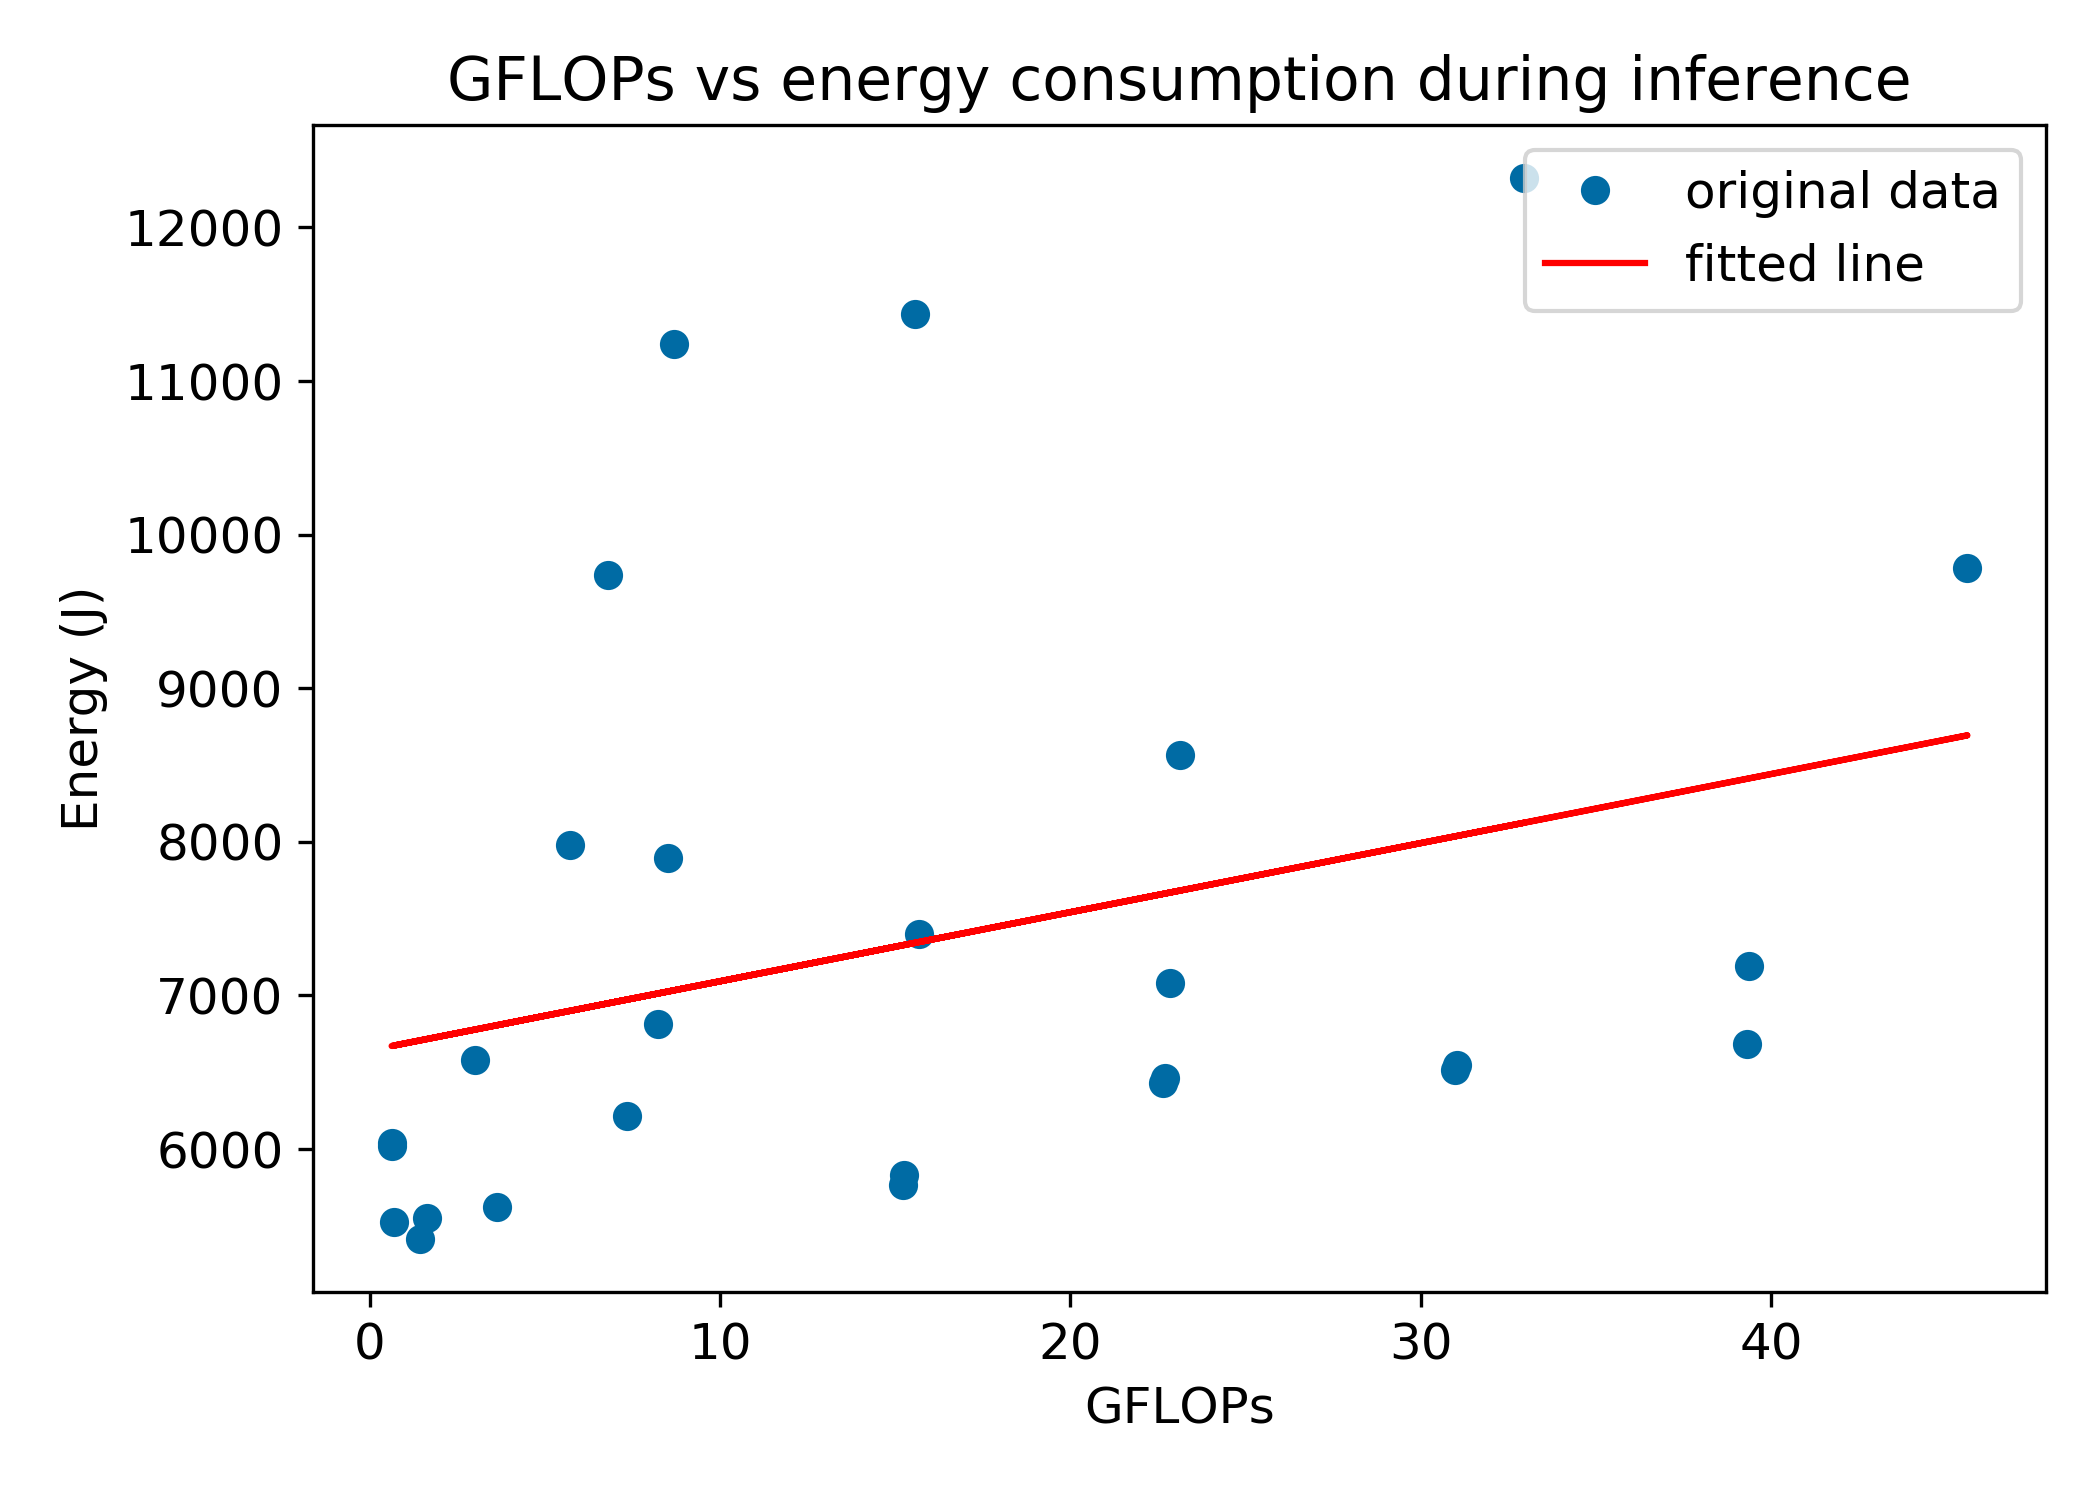 GFLOPs vs energy consumption during inference
original data
fitted line
12000
11000
10000
9000
8000
7000
6000
Energy (J)
0 10 20 30 40
GFLOPs